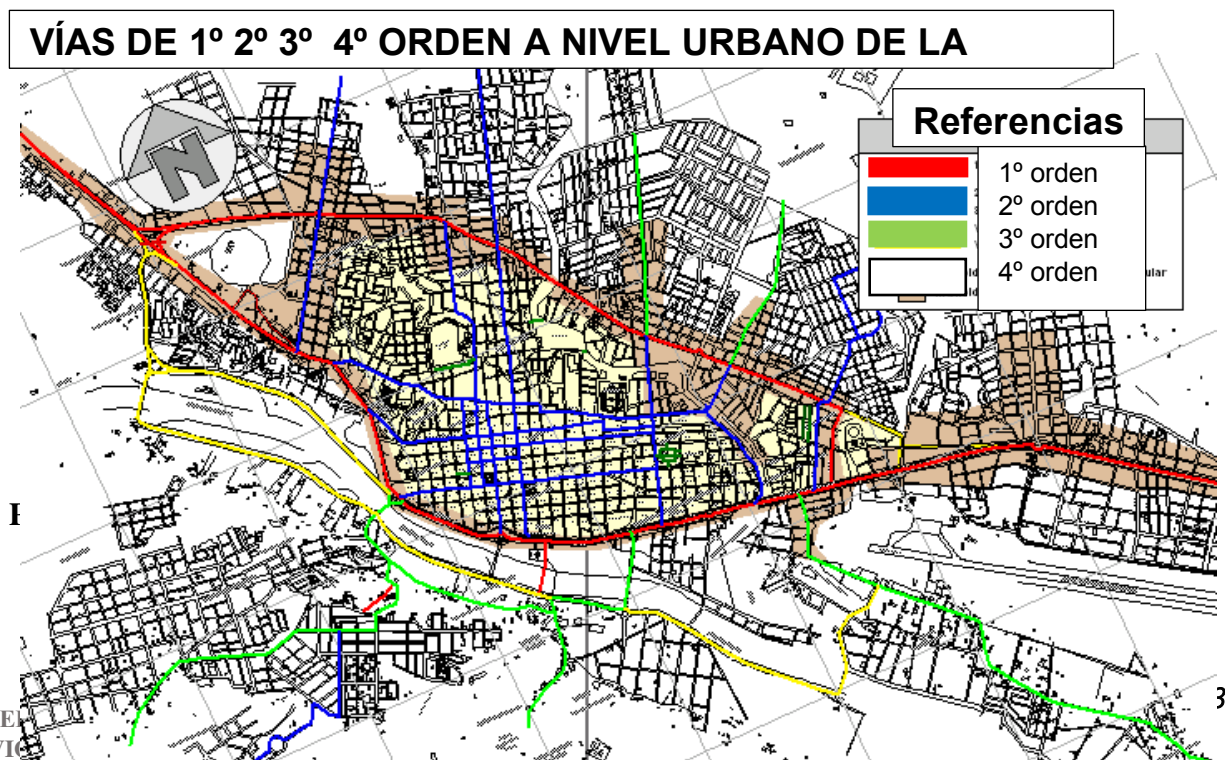 VÍAS DE 1º 2º 3º 4º ORDEN A NIVEL URBANO DE LA
N
Referencias
1º orden
2º orden
3º orden
4º orden
ular